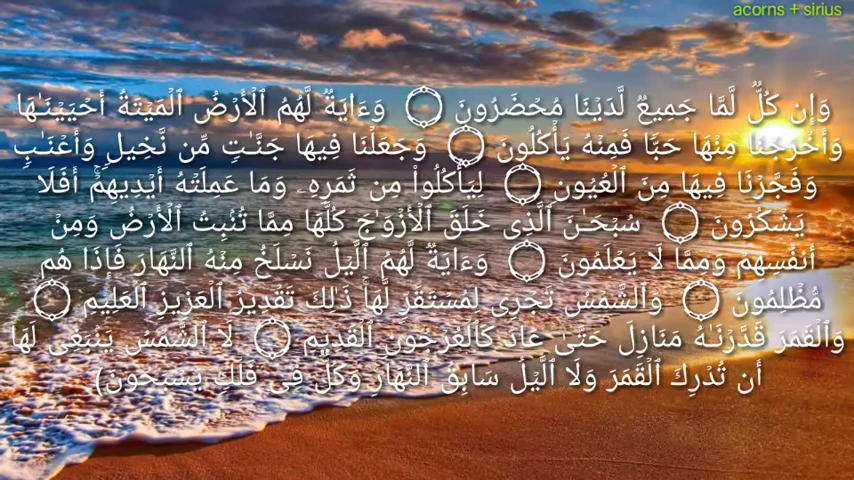 acorns + sirius
وَإِن كُلٌّ لَّمَّا جَمِيعٌ لَّدَيْنَا مُحْضَرُونَ ۝ وَءَايَةٌ لَّهُمُ ٱلْأَرْضُ ٱلْمَيْتَةُ أَحْيَيْنَـٰهَا
وَأَخْرَجْنَا مِنْهَا حَبًّا فَمِنْهُ يَأْكُلُونَ ۝ وَجَعَلْنَا فِيهَا جَنَّـٰتٍ مِّن نَّخِيلٍ وَأَعْنَـٰبٍ
وَفَجَّرْنَا فِيهَا مِنَ ٱلْعُيُونِ ۝ لِيَأْكُلُوا۟ مِن ثَمَرِهِۦ وَمَا عَمِلَتْهُ أَيْدِيهِمْ ۖ أَفَلَا
يَشْكُرُونَ ۝ سُبْحَـٰنَ ٱلَّذِى خَلَقَ ٱلْأَزْوَٰجَ كُلَّهَا مِمَّا تُنۢبِتُ ٱلْأَرْضُ وَمِنْ
أَنفُسِهِمْ وَمِمَّا لَا يَعْلَمُونَ ۝ وَءَايَةٌ لَّهُمُ ٱلَّيْلُ نَسْلَخُ مِنْهُ ٱلنَّهَارَ فَإِذَا هُم
مُّظْلِمُونَ ۝ وَٱلشَّمْسُ تَجْرِى لِمُسْتَقَرٍّ لَّهَا ۚ ذَٰلِكَ تَقْدِيرُ ٱلْعَزِيزِ ٱلْعَلِيمِ ۝
وَٱلْقَمَرَ قَدَّرْنَـٰهُ مَنَازِلَ حَتَّىٰ عَادَ كَٱلْعُرْجُونِ ٱلْقَدِيمِ ۝ لَا ٱلشَّمْسُ يَنۢبَغِى لَهَآ
أَن تُدْرِكَ ٱلْقَمَرَ وَلَا ٱلَّيْلُ سَابِقُ ٱلنَّهَارِ ۚ وَكُلٌّ فِى فَلَكٍ يَسْبَحُونَ)